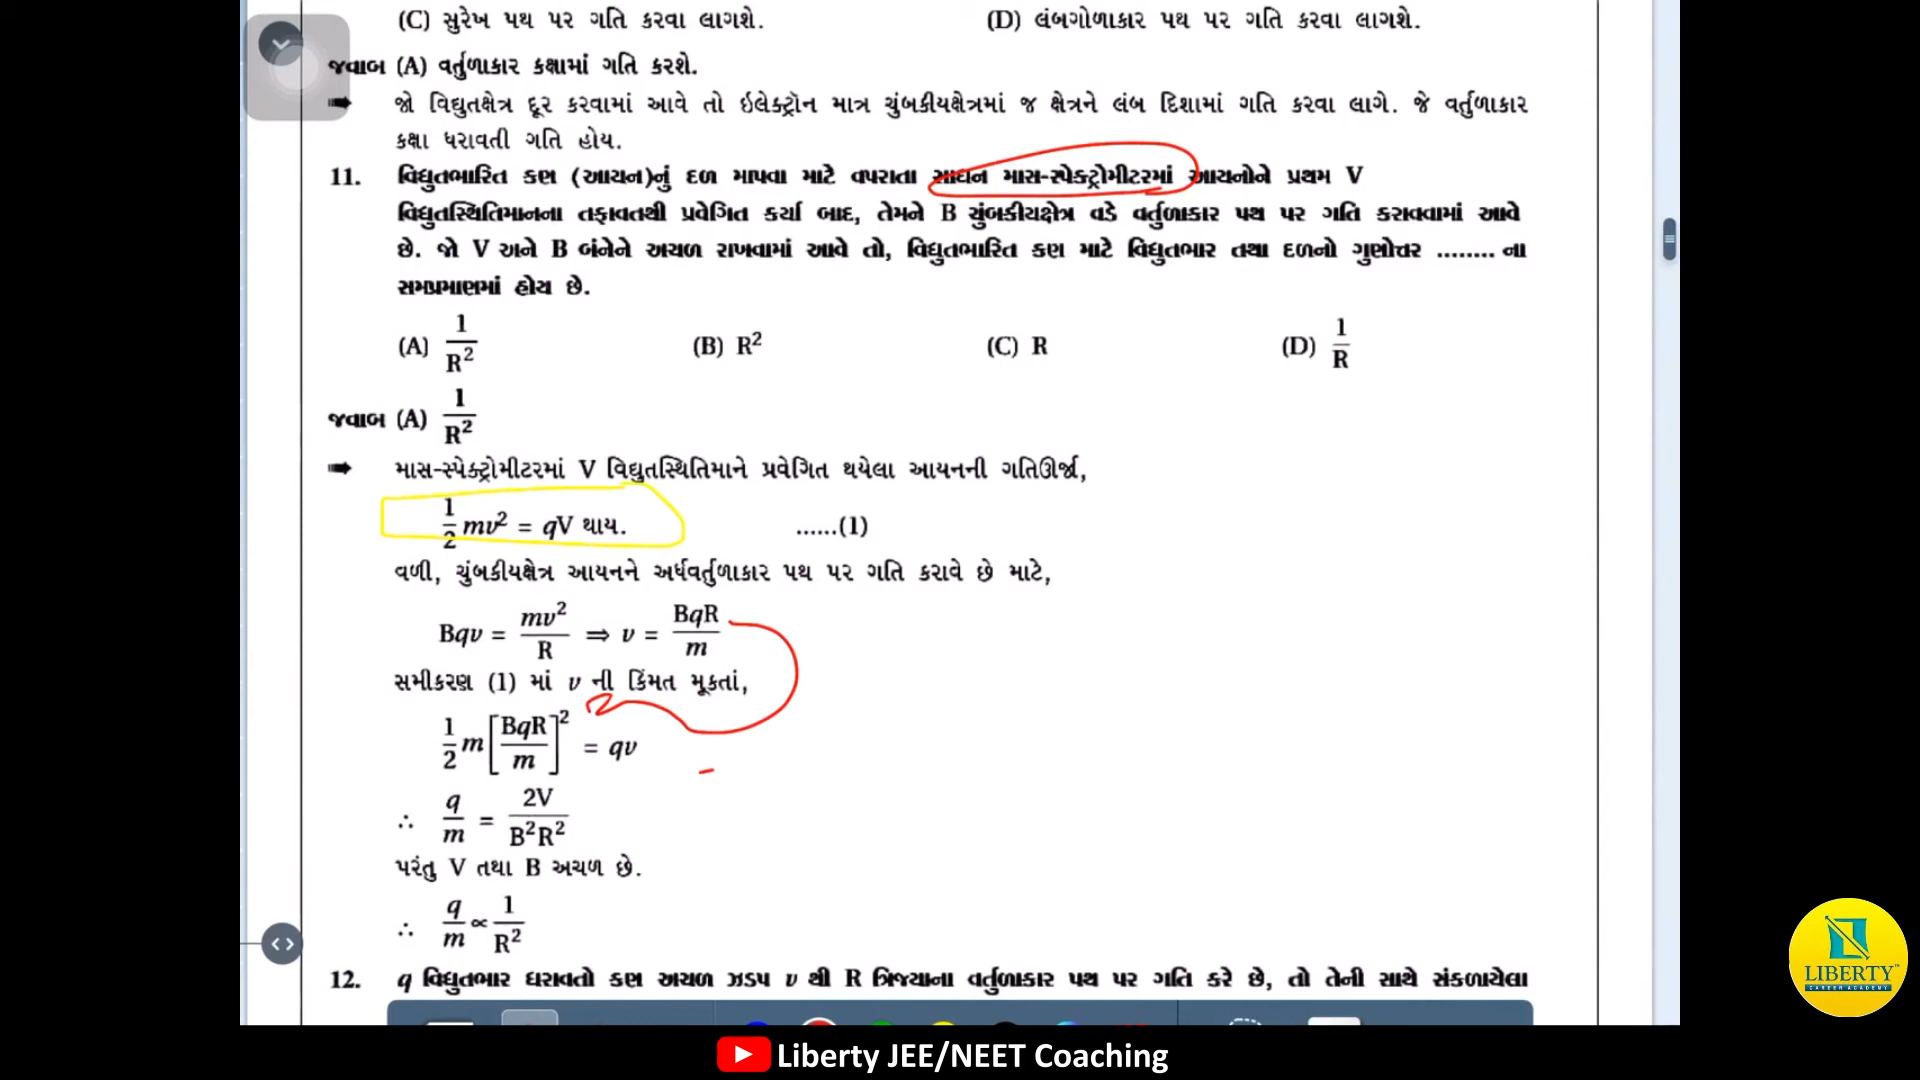 (C) સુરેખ પથ પર ગતિ કરવા લાગશે. (D) લંબગોળાકાર પથ પર ગતિ કરવા લાગશે.
જવાબ (A) વર્તુળાકાર કક્ષામાં ગતિ કરશે.
➡ જો વિદ્યુતક્ષેત્ર દૂર કરવામાં આવે તો ઇલેક્ટ્રૉન માત્ર ચુંબકીયક્ષેત્રમાં જ ક્ષેત્રને લંબ દિશામાં ગતિ કરવા લાગે. જે વર્તુળાકાર
કક્ષા ધરાવતી ગતિ હોય.
11. વિદ્યુતભારિત કણ (આયન)નું દળ માપવા માટે વપરાતા સાધન માસ-સ્પેક્ટ્રોમીટરમાં આયનોને પ્રથમ V
વિદ્યુતસ્થિતિમાનના તફાવતથી પ્રવેગિત કર્યા બાદ, તેમને B ચુંબકીયક્ષેત્ર વડે વર્તુળાકાર પથ પર ગતિ કરાવવામાં આવે
છે. જો V અને B બંનેને અચળ રાખવામાં આવે તો, વિદ્યુતભારિત કણ માટે વિદ્યુતભાર તથા દળનો ગુણોત્તર ........ ના
સમપ્રમાણમાં હોય છે.
(A) 1/R² (B) R² (C) R (D) 1/R
જવાબ (A) 1/R²
➡ માસ-સ્પેક્ટ્રોમીટરમાં V વિદ્યુતસ્થિતિમાને પ્રવેગિત થયેલા આયનની ગતિઊર્જા,
1/2 mv² = qV થાય. ......(1)
વળી, ચુંબકીયક્ષેત્ર આયનને અર્ધવર્તુળાકાર પથ પર ગતિ કરાવે છે માટે,
Bqv = mv²/R ⇒ v = BqR/m
સમીકરણ (1) માં v ની કિંમત મૂકતાં,
1/2 m[BqR/m]² = qv
∴ q/m = 2V/B²R²
પરંતુ V તથા B અચળ છે.
∴ q/m ∝ 1/R²
12. q વિદ્યુતભાર ધરાવતો કણ અચળ ઝડપ v થી R ત્રિજ્યાના વર્તુળાકાર પથ પર ગતિ કરે છે, તો તેની સાથે સંકળાયેલા
LIBERTY
CAREER ACADEMY
Liberty JEE/NEET Coaching